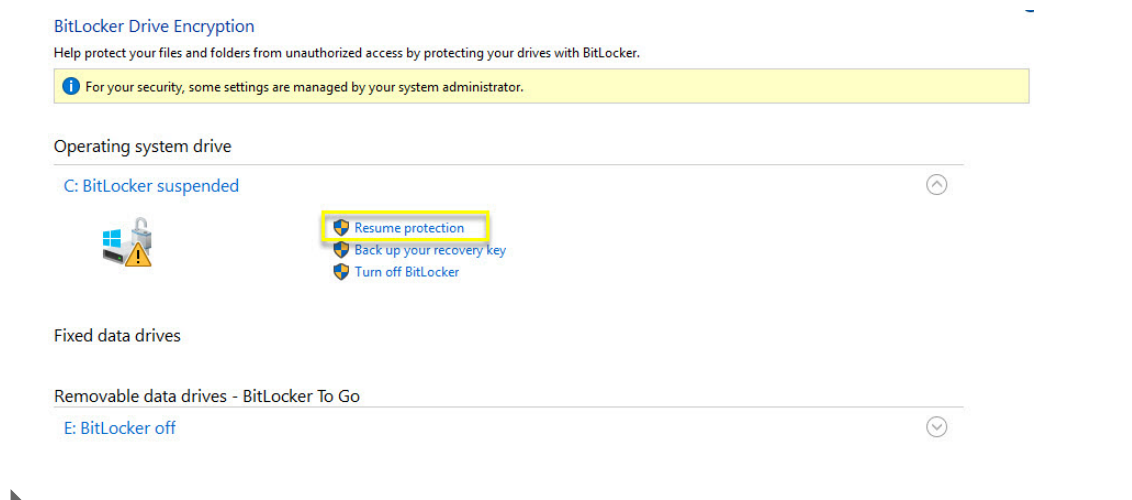 BitLocker Drive Encryption
Help protect your files and folders from unauthorized access by protecting your drives with BitLocker.
For your security, some settings are managed by your system administrator.
Operating system drive
C: BitLocker suspended
Resume protection
Back up your recovery key
Turn off BitLocker
Fixed data drives
Removable data drives - BitLocker To Go
E: BitLocker off